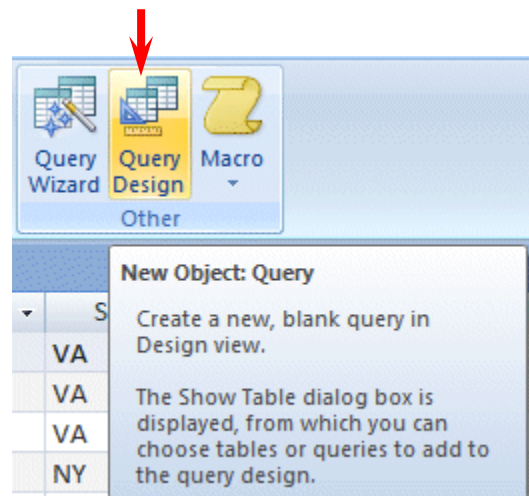 Query Query Macro
Wizard Design
Other
New Object: Query
S
Create a new, blank query in
Design view.
VA
VA
The Show Table dialog box is
displayed, from which you can
VA
choose tables or queries to add to
NY
the query design.